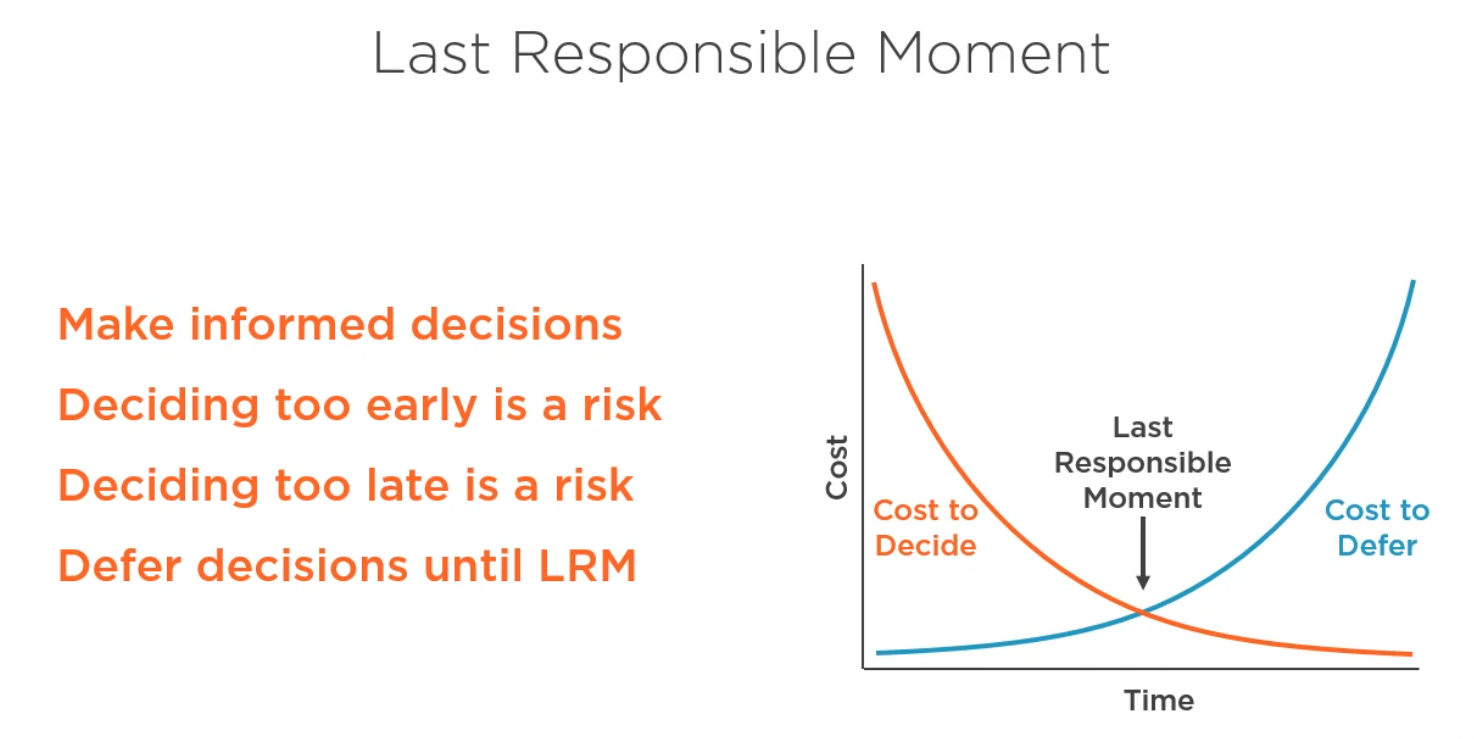 Last Responsible Moment
Make informed decisions
Deciding too early is a risk
Deciding too late is a risk
Defer decisions until LRM
Cost
Cost to
Decide
Last
Responsible
Moment
Cost to
Defer
Time